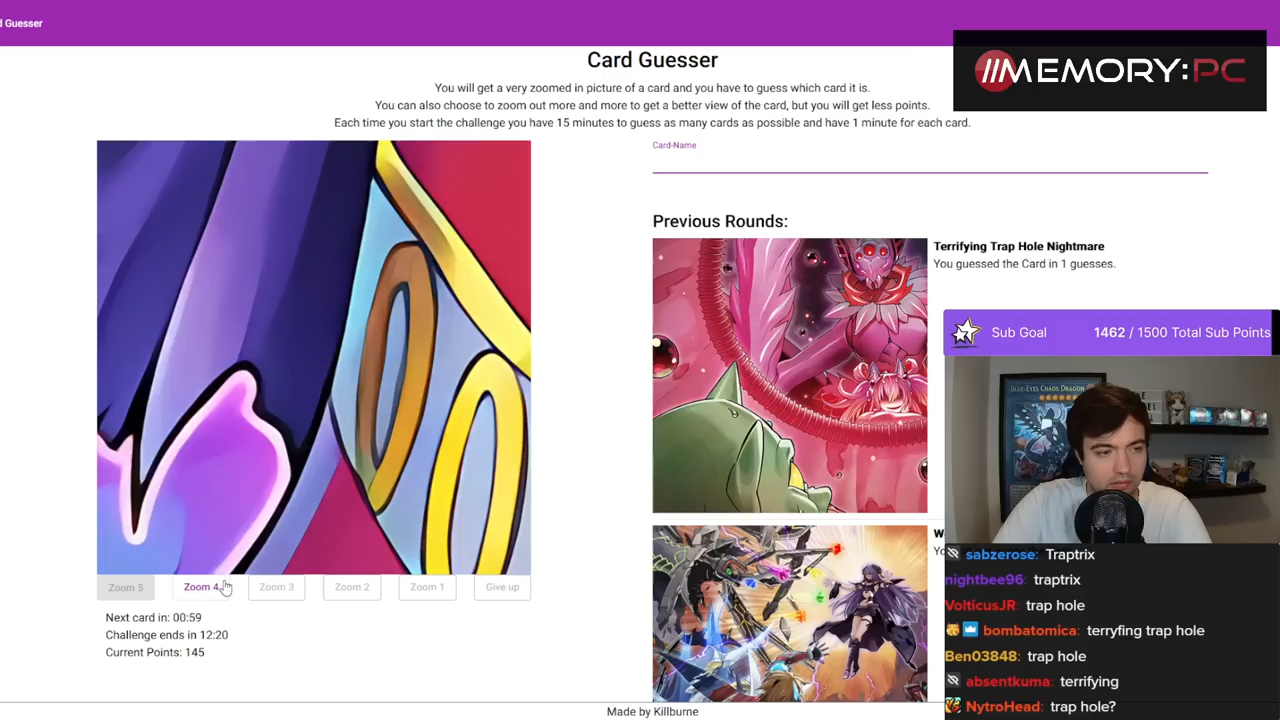 d Guesser
//MEMORY:PC
Card Guesser
You will get a very zoomed in picture of a card and you have to guess which card it is.
You can also choose to zoom out more and more to get a better view of the card, but you will get less points.
Each time you start the challenge you have 15 minutes to guess as many cards as possible and have 1 minute for each card.
Card-Name
Previous Rounds:
Terrifying Trap Hole Nightmare
You guessed the Card in 1 guesses.
Sub Goal 1462 / 1500 Total Sub Points
BLUE-EYES CHAOS DRAGON
W
Yo
Zoom 5 Zoom 4 Zoom 3 Zoom 2 Zoom 1 Give up
Next card in: 00:59
Challenge ends in 12:20
Current Points: 145
sabzerose: Traptrix
nightbee96: traptrix
VolticusJR: trap hole
bombatomica: terryfing trap hole
Ben03848: trap hole
absentkuma: terrifying
NytroHead: trap hole?
Made by Killburne